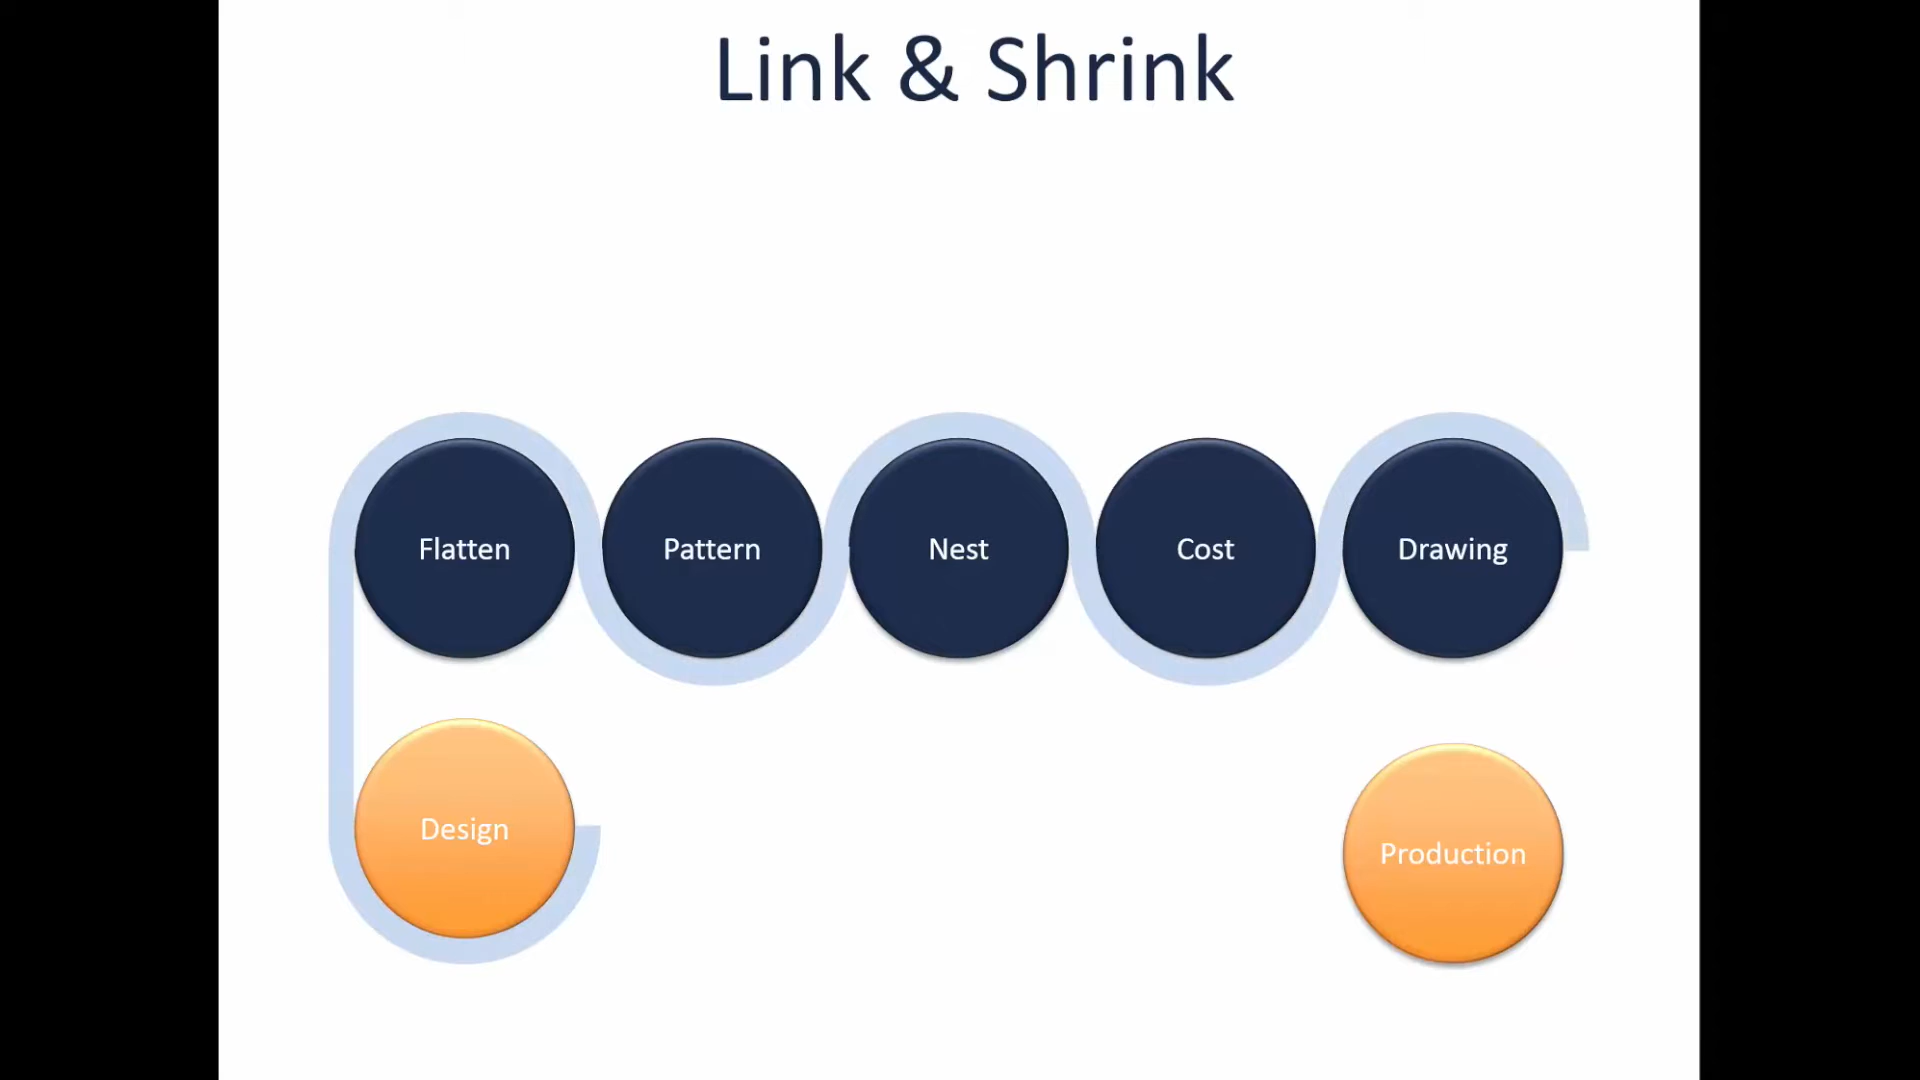 Link & Shrink
Flatten
Pattern
Nest
Cost
Drawing
Design
Production